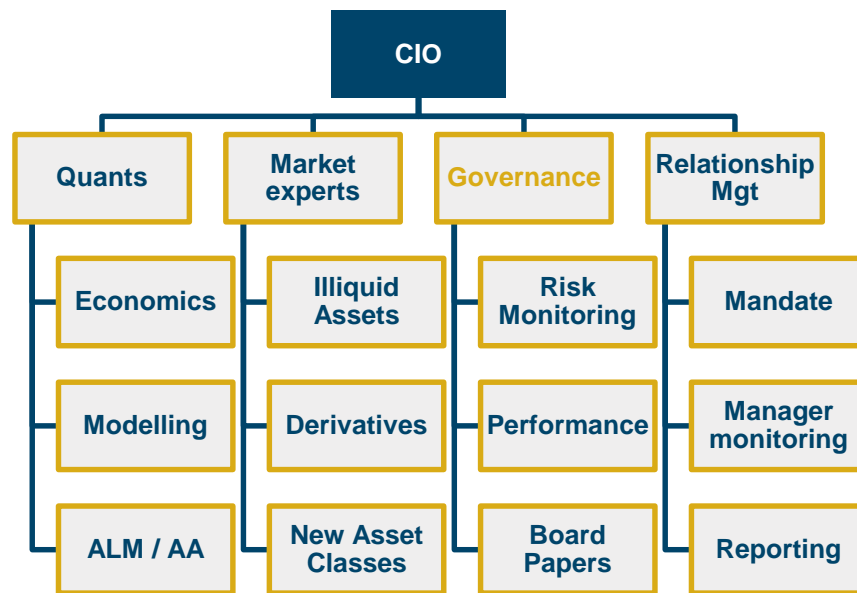 CIO
Quants
Market
experts
Governance
Relationship
Mgt
Economics
Illiquid
Assets
Risk
Monitoring
Mandate
Modelling
Derivatives
Performance
Manager
monitoring
ALM / AA
New Asset
Classes
Board
Papers
Reporting